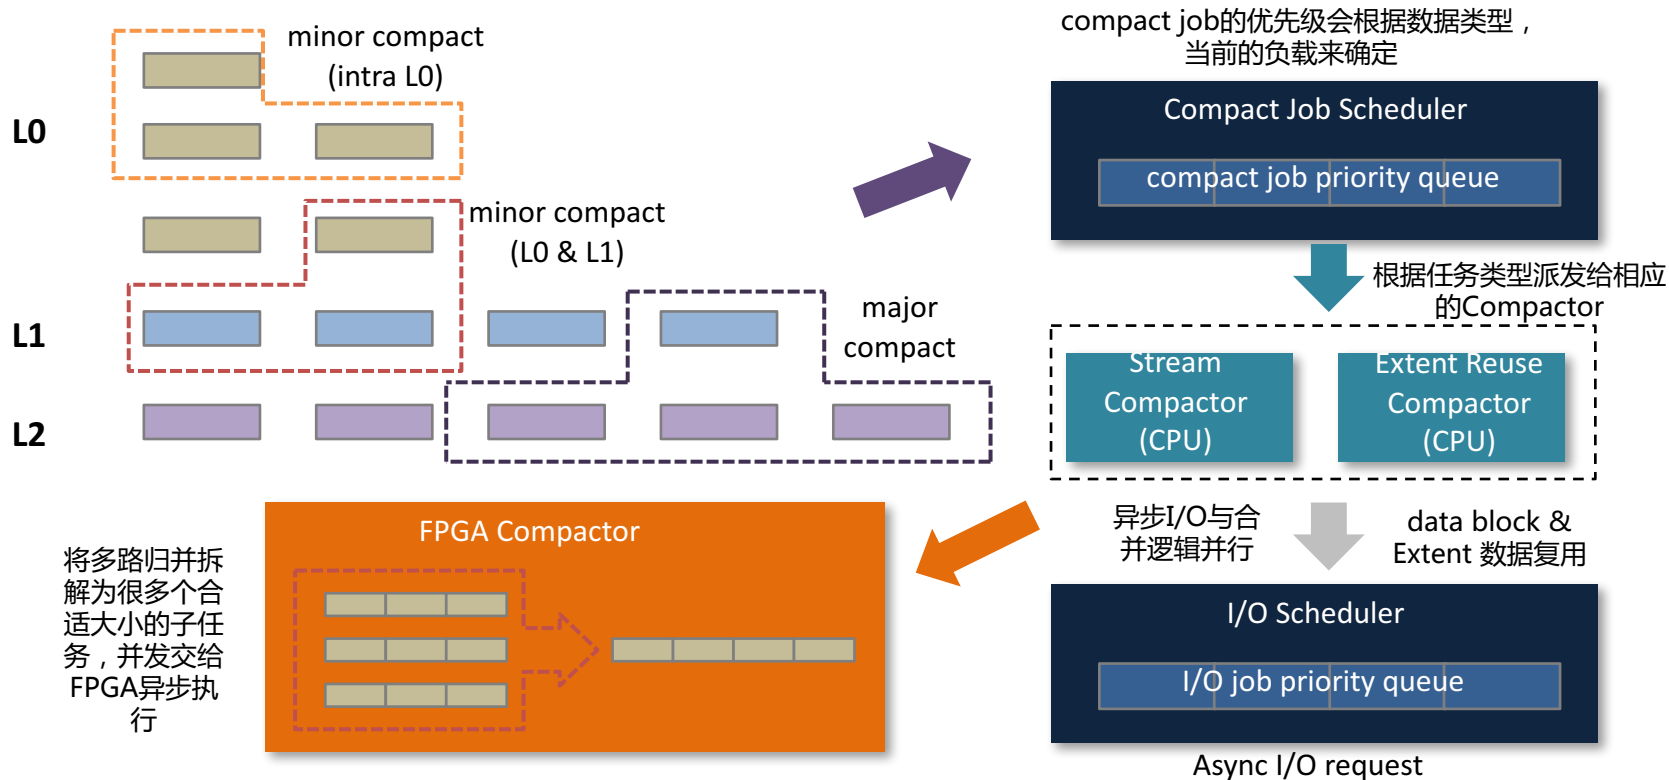 minor compact
(intra L0)
L0
minor compact
(L0 & L1)
L1
major
compact
L2
compact job的优先级会根据数据类型，
当前的负载来确定
Compact Job Scheduler
compact job priority queue
根据任务类型派发给相应
的Compactor
Stream
Compactor
(CPU)
Extent Reuse
Compactor
(CPU)
异步I/O与合
并逻辑并行
data block &
Extent 数据复用
FPGA Compactor
将多路归并拆
解为很多个合
适大小的子任
务，并发交给
FPGA异步执
行
I/O Scheduler
I/O job priority queue
Async I/O request